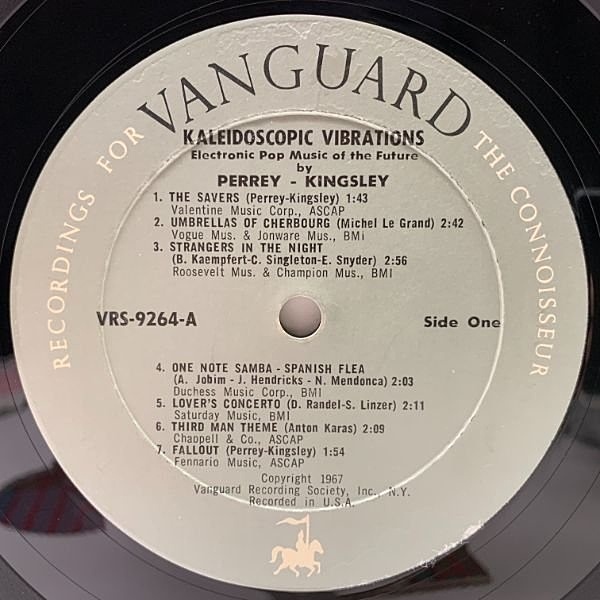 RECORDINGS FOR VANGUARD THE CONNOISSEUR
KALEIDOSCOPIC VIBRATIONS
Electronic Pop Music of the Future
by
PERREY - KINGSLEY
1. THE SAVERS (Perrey-Kingsley) 1:43
Valentine Music Corp., ASCAP
2. UMBRELLAS OF CHERBOURG (Michel Le Grand) 2:42
Vogue Mus. & Jonware Mus., BMI
3. STRANGERS IN THE NIGHT
(B. Kaempfert-C. Singleton-E. Snyder) 2:56
Roosevelt Mus. & Champion Mus., BMI
VRS-9264-A
Side One
4. ONE NOTE SAMBA - SPANISH FLEA
(A. Jobim - J. Hendricks - N. Mendonca) 2:03
Duchess Music Corp., BMI
5. LOVER'S CONCERTO (D. Randel-S. Linzer) 2:11
Saturday Music, BMI
6. THIRD MAN THEME (Anton Karas) 2:09
Chappell & Co., ASCAP
7. FALLOUT (Perrey-Kingsley) 1:54
Fennario Music, ASCAP
Copyright 1967
Vanguard Recording Society, Inc., N.Y.
Recorded in U.S.A.